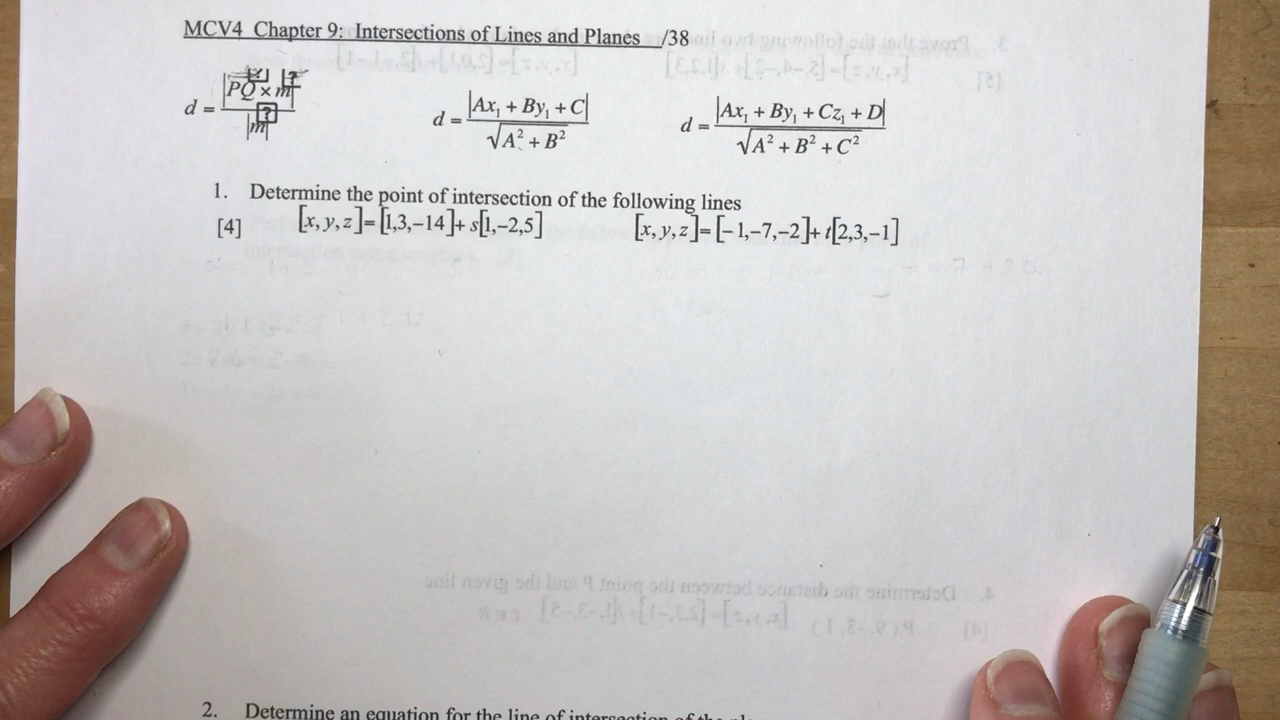 MCV4 Chapter 9: Intersections of Lines and Planes /38
d = |PQ × m| / |m| d = |Ax₁ + By₁ + C| / √A² + B² d = |Ax₁ + By₁ + Cz₁ + D| / √A² + B² + C²
1. Determine the point of intersection of the following lines
[4] [x, y, z] = [1,3,−14] + s[1,−2,5] [x, y, z] = [−1,−7,−2] + t[2,3,−1]
2. Determine an equation for the line of intersection of the